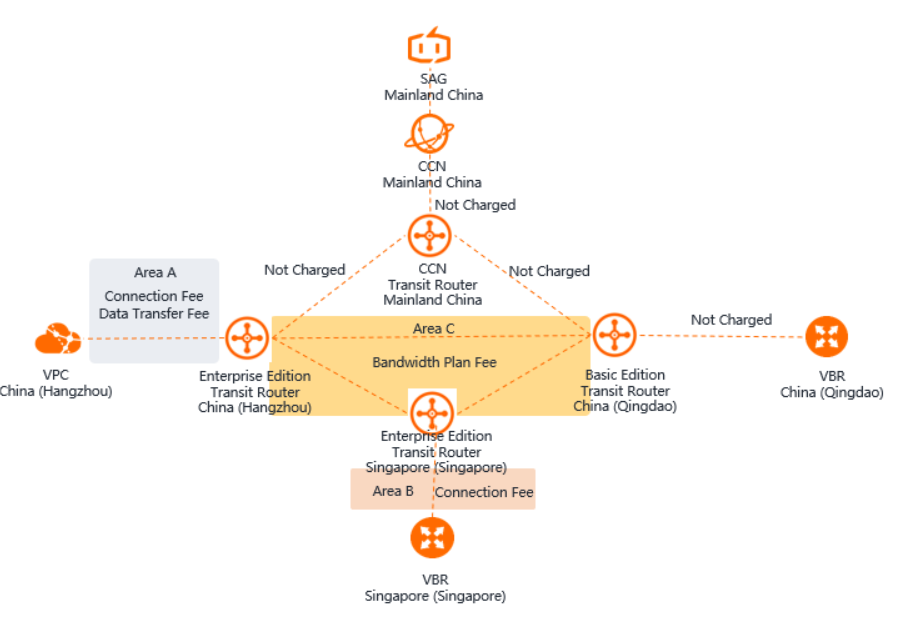 SAG
Mainland China
CCN
Mainland China
Not Charged
Not Charged
CCN
Transit Router
Mainland China
Not Charged
Area A
Connection Fee
Data Transfer Fee
Area C
Bandwidth Plan Fee
Not Charged
VPC
China (Hangzhou)
Enterprise Edition
Transit Router
China (Hangzhou)
Basic Edition
Transit Router
China (Qingdao)
VBR
China (Qingdao)
Enterprise Edition
Transit Router
Singapore (Singapore)
Area B
Connection Fee
VBR
Singapore (Singapore)